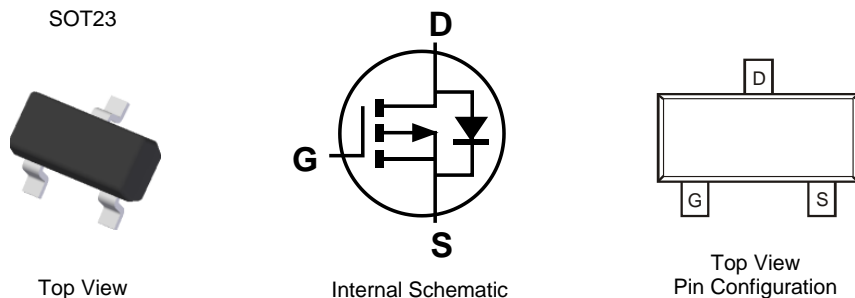 SOT23
Top View
D
G
S
Internal Schematic
D
G
S
Top View
Pin Configuration